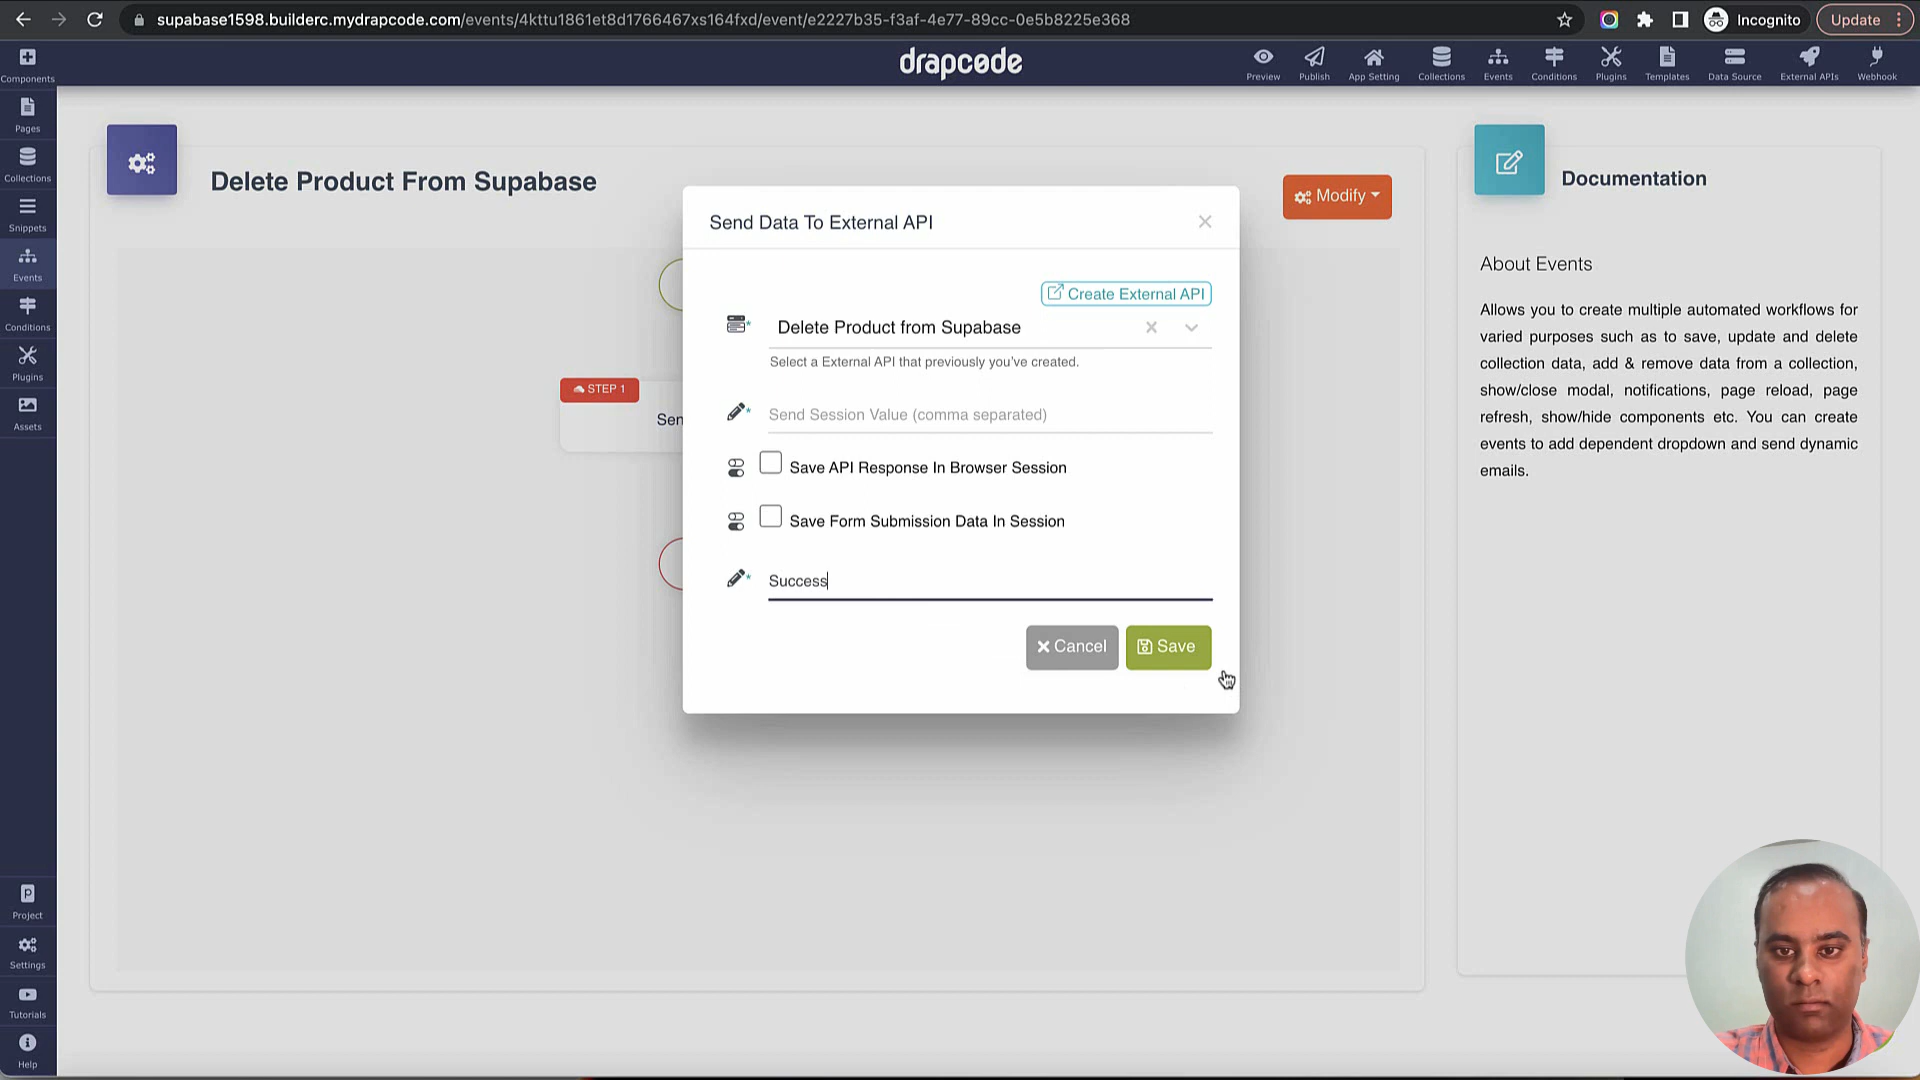 supabase1598.builderc.mydrapcode.com/events/4kttu1861et8d1766467xs164fxd/event/e2227b35-f3af-4e77-89cc-0e5b8225e368
Incognito
Update
Components
drapcode
Preview
Publish
App Setting
Collections
Events
Conditions
Plugins
Templates
Data Source
External APIs
Webhook
Pages
Collections
Snippets
Events
Conditions
Plugins
Assets
Project
Settings
Tutorials
Help
Delete Product From Supabase
Modify
STEP 1
Sen
Send Data To External API
Create External API
Delete Product from Supabase
Select a External API that previously you've created.
Send Session Value (comma separated)
Save API Response In Browser Session
Save Form Submission Data In Session
Success
Cancel
Save
Documentation
About Events
Allows you to create multiple automated workflows for
varied purposes such as to save, update and delete
collection data, add & remove data from a collection,
show/close modal, notifications, page reload, page
refresh, show/hide components etc. You can create
events to add dependent dropdown and send dynamic
emails.